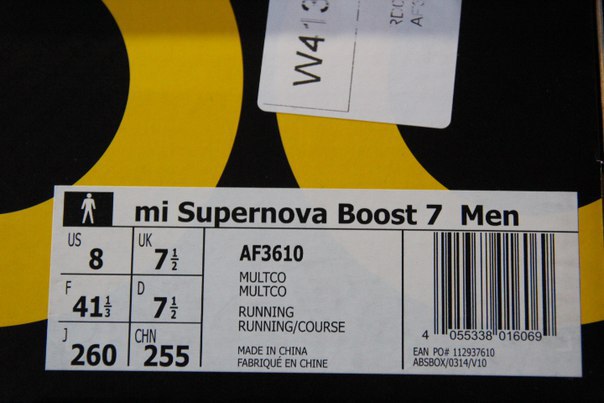 W413
mi Supernova Boost 7 Men
US 8 UK 7 1/2
F 41 1/3 D 7 1/2
J 260 CHN 255
AF3610
MULTCO
MULTCO
RUNNING
RUNNING/COURSE
MADE IN CHINA
FABRIQUÉ EN CHINE
4 055338 016069
EAN PO# 112937610
ABSBOX/0314/V10